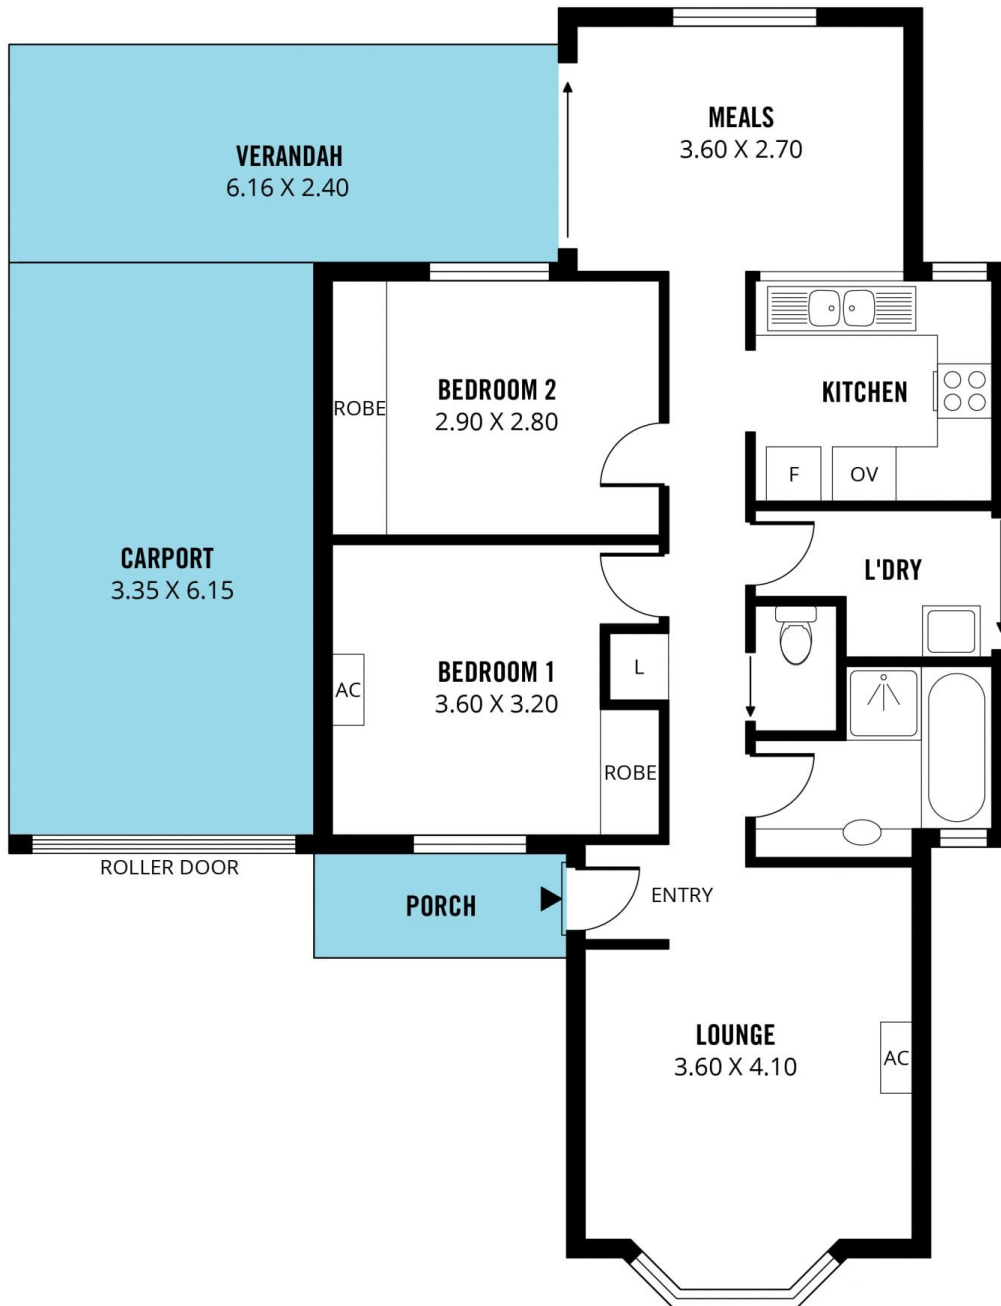 MEALS
3.60 X 2.70
VERANDAH
6.16 X 2.40
ROBE
BEDROOM 2
2.90 X 2.80
KITCHEN
F
OV
CARPORT
3.35 X 6.15
L'DRY
AC
BEDROOM 1
3.60 X 3.20
L
ROBE
ROLLER DOOR
PORCH
ENTRY
LOUNGE
3.60 X 4.10
AC